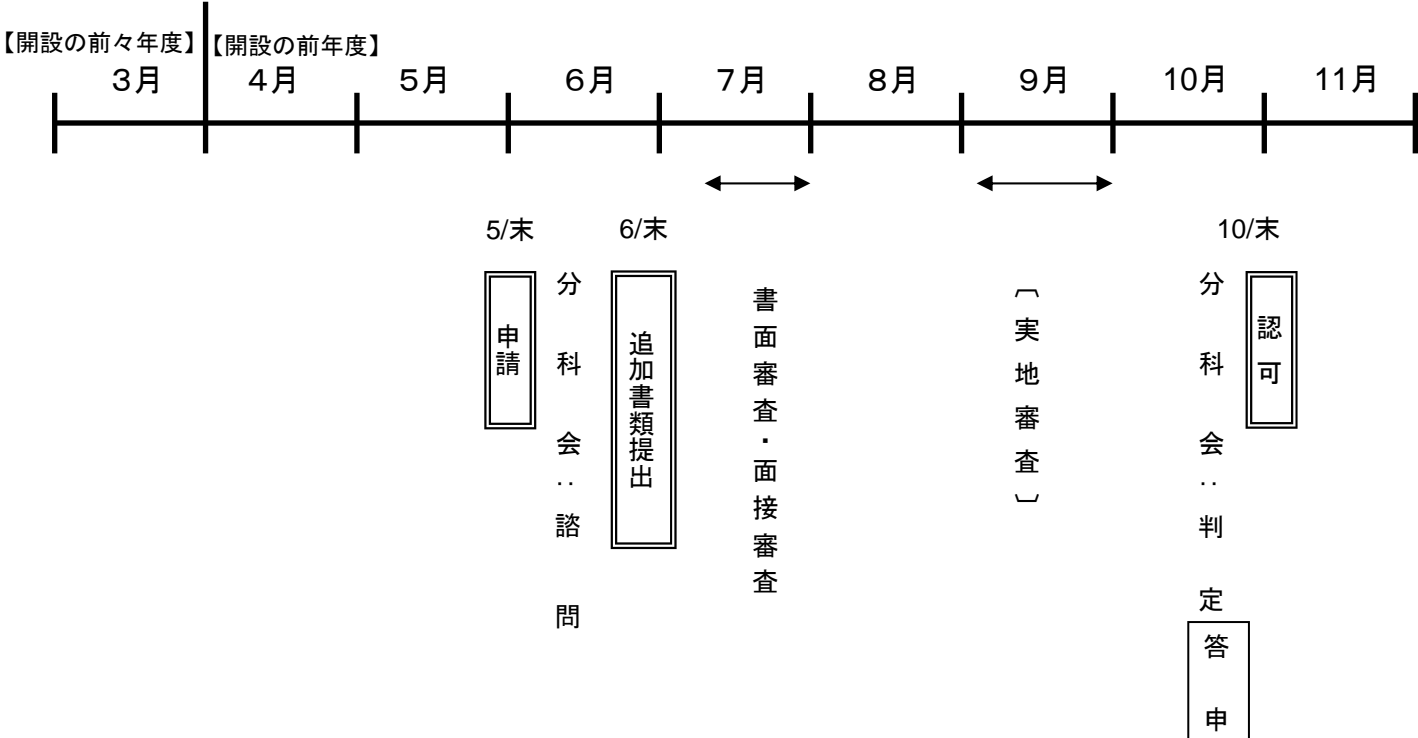 【開設の前々年度】
【開設の前年度】
3月
4月
5月
6月
7月
8月
9月
10月
11月
5/末
6/末
10/末
申請
分科会：諮問
追加書類提出
書面審査・面接審査
〔実地審査〕
分科会：判定
答申
認可